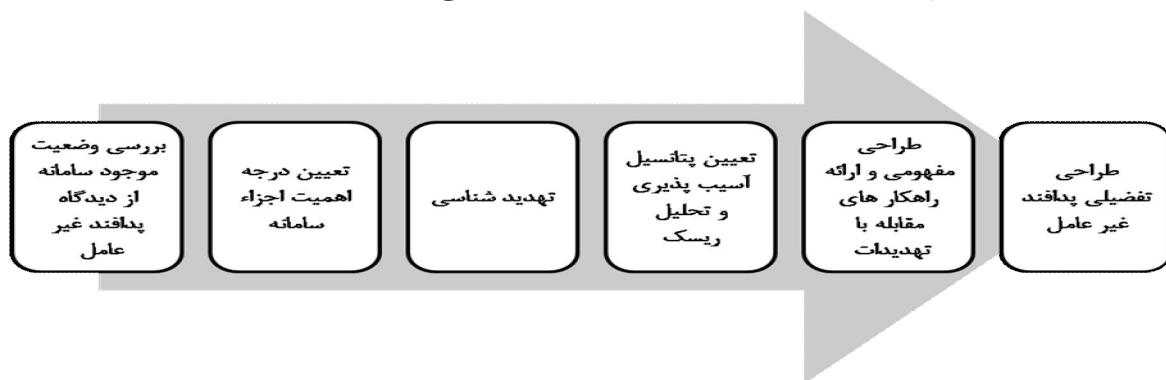 بررسی وضعیت
موجود سامانه
از دیدگاه
پدافند غیر
عامل
تعیین درجه
اهمیت اجزاء
سامانه
تهدید شناسی
تعیین پتانسیل
آسیب پذیری
و تحلیل
ریسک
طراحی
مفهومی و ارائه
راهکار های
مقابله با
تهدیدات
طراحی
تفضیلی پدافند
غیر عامل